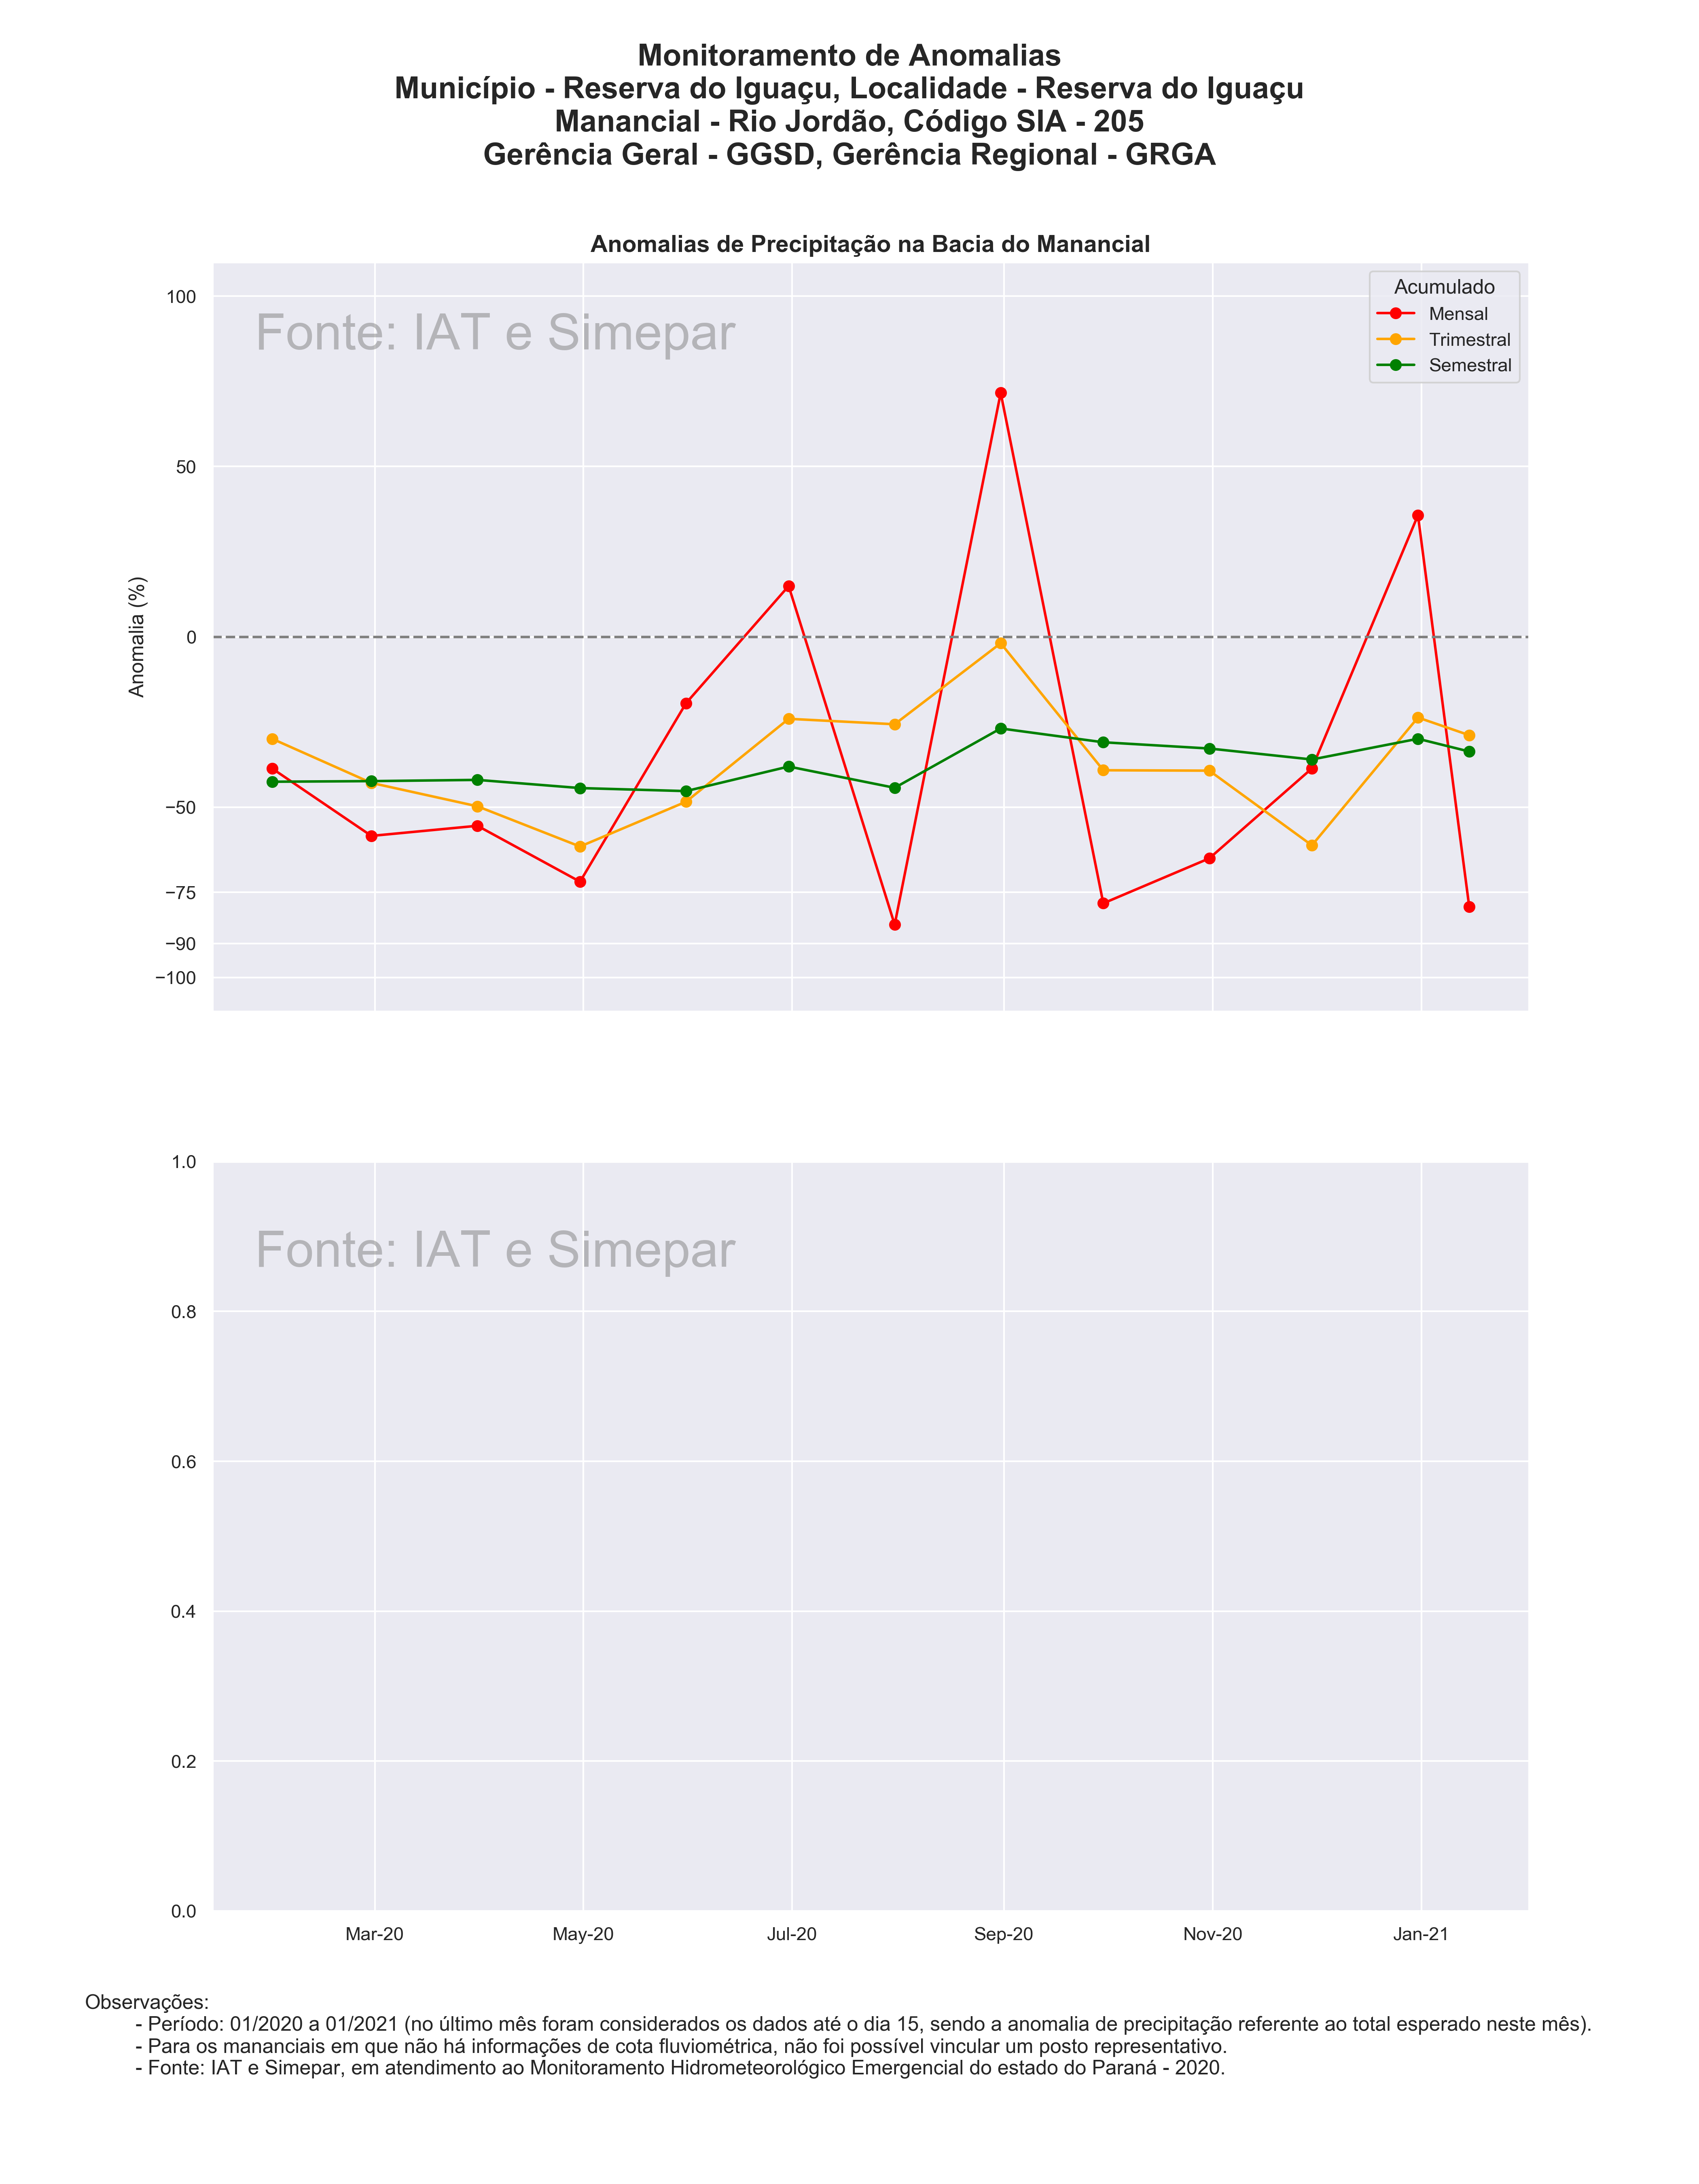 Monitoramento de Anomalias
Município - Reserva do Iguaçu, Localidade - Reserva do Iguaçu
Manancial - Rio Jordão, Código SIA - 205
Gerência Geral - GGSD, Gerência Regional - GRGA
Anomalias de Precipitação na Bacia do Manancial
Fonte: IAT e Simepar
Acumulado
Mensal
Trimestral
Semestral
Anomalia (%)
100
50
0
−50
−75
−90
−100
Fonte: IAT e Simepar
1.0
0.8
0.6
0.4
0.2
0.0
Mar-20 May-20 Jul-20 Sep-20 Nov-20 Jan-21
Observações:
- Período: 01/2020 a 01/2021 (no último mês foram considerados os dados até o dia 15, sendo a anomalia de precipitação referente ao total esperado neste mês).
- Para os mananciais em que não há informações de cota fluviométrica, não foi possível vincular um posto representativo.
- Fonte: IAT e Simepar, em atendimento ao Monitoramento Hidrometeorológico Emergencial do estado do Paraná - 2020.